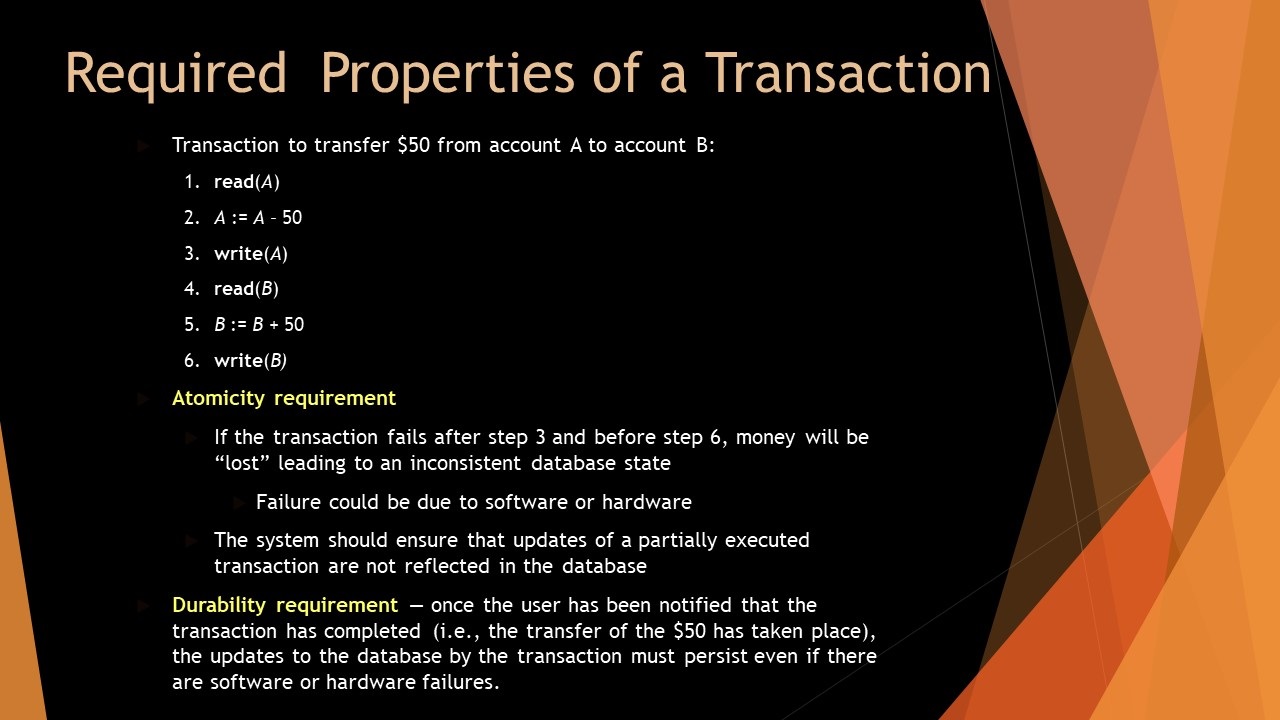 Required Properties of a Transaction
Transaction to transfer $50 from account A to account B:
1. read(A)
2. A := A – 50
3. write(A)
4. read(B)
5. B := B + 50
6. write(B)
Atomicity requirement
If the transaction fails after step 3 and before step 6, money will be
“lost” leading to an inconsistent database state
Failure could be due to software or hardware
The system should ensure that updates of a partially executed
transaction are not reflected in the database
Durability requirement — once the user has been notified that the
transaction has completed (i.e., the transfer of the $50 has taken place),
the updates to the database by the transaction must persist even if there
are software or hardware failures.